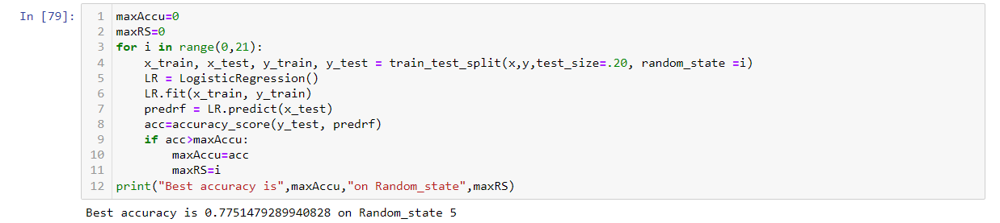 In [79]:
1 maxAccu=0
2 maxRS=0
3 for i in range(0,21):
4     x_train, x_test, y_train, y_test = train_test_split(x,y,test_size=.20, random_state =i)
5     LR = LogisticRegression()
6     LR.fit(x_train, y_train)
7     predrf = LR.predict(x_test)
8     acc=accuracy_score(y_test, predrf)
9     if acc>maxAccu:
10         maxAccu=acc
11         maxRS=i
12 print("Best accuracy is",maxAccu,"on Random_state",maxRS)
Best accuracy is 0.7751479289940828 on Random_state 5